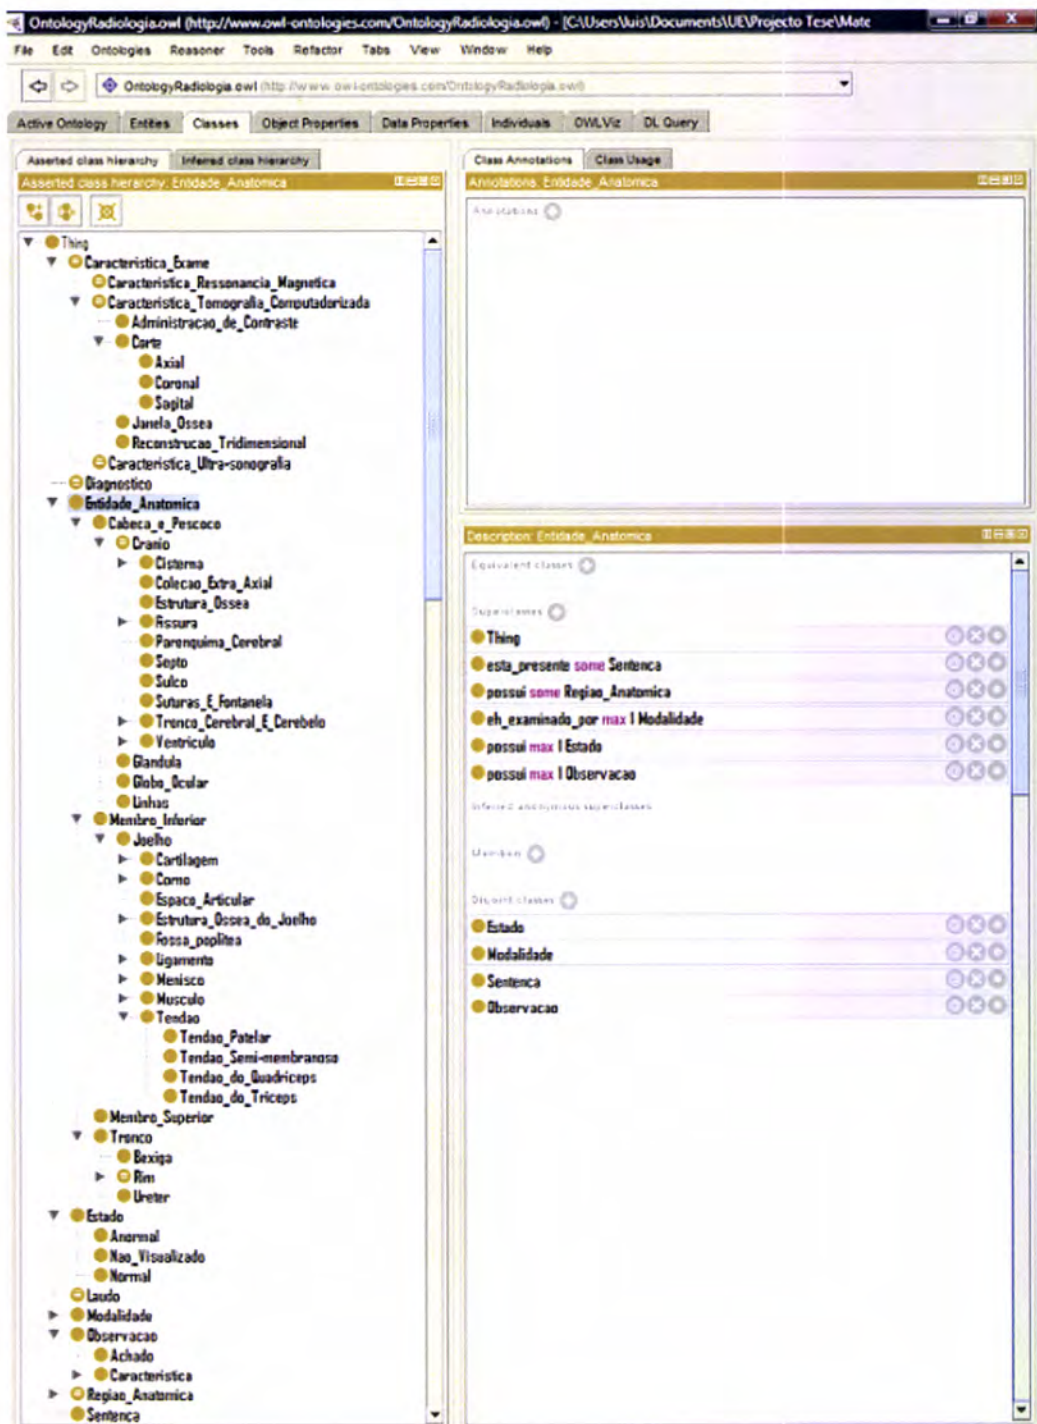 OntologyRadiologia.owl (http://www.owl-ontologies.com/OntologyRadiologia.owl) - [C:\Users\luis\Documents\UE\Projecto Tese\Mate
File Edit Ontologies Reasoner Tools Refactor Tabs View Window Help
OntologyRadiologia.owl (http://www.owl-ontologies.com/OntologyRadiologia.owl)
Active Ontology Entities Classes Object Properties Data Properties Individuals OWLViz DL Query
Asserted class hierarchy Inferred class hierarchy
Asserted class hierarchy: Entidade_Anatomica
Thing
Caracteristica_Exame
Caracteristica_Ressonancia_Magnetica
Caracteristica_Tomografia_Computadorizada
Administracao_de_Contraste
Corte
Axial
Coronal
Sagital
Janela_Ossea
Reconstrucao_Tridimensional
Caracteristica_Ultra-sonografia
Diagnostico
Entidade_Anatomica
Cabeca_e_Pescoco
Cranio
Cisterna
Colecao_Extra_Axial
Estrutura_Ossea
Fissura
Parenquima_Cerebral
Septo
Sulco
Suturas_E_Fontanela
Tronco_Cerebral_E_Cerebelo
Ventriculo
Glandula
Globo_Ocular
Linhas
Membro_Inferior
Joelho
Cartilagem
Corno
Espaco_Articular
Estrutura_Ossea_do_Joelho
Fossa_poplitea
Ligamento
Menisco
Musculo
Tendao
Tendao_Patelar
Tendao_Semi-membranoso
Tendao_do_Quadriceps
Tendao_do_Triceps
Membro_Superior
Tronco
Bexiga
Rim
Ureter
Estado
Anormal
Nao_Visualizado
Normal
Laudo
Modalidade
Observacao
Achado
Caracteristica
Regiao_Anatomica
Sentenca
Class Annotations Class Usage
Annotations: Entidade_Anatomica
Annotations
Description: Entidade_Anatomica
Equivalent classes
Superclasses
Thing
esta_presente some Sentenca
possui some Regiao_Anatomica
eh_examinado_por max 1 Modalidade
possui max 1 Estado
possui max 1 Observacao
Inferred anonymous superclasses
Members
Disjoint classes
Estado
Modalidade
Sentenca
Observacao